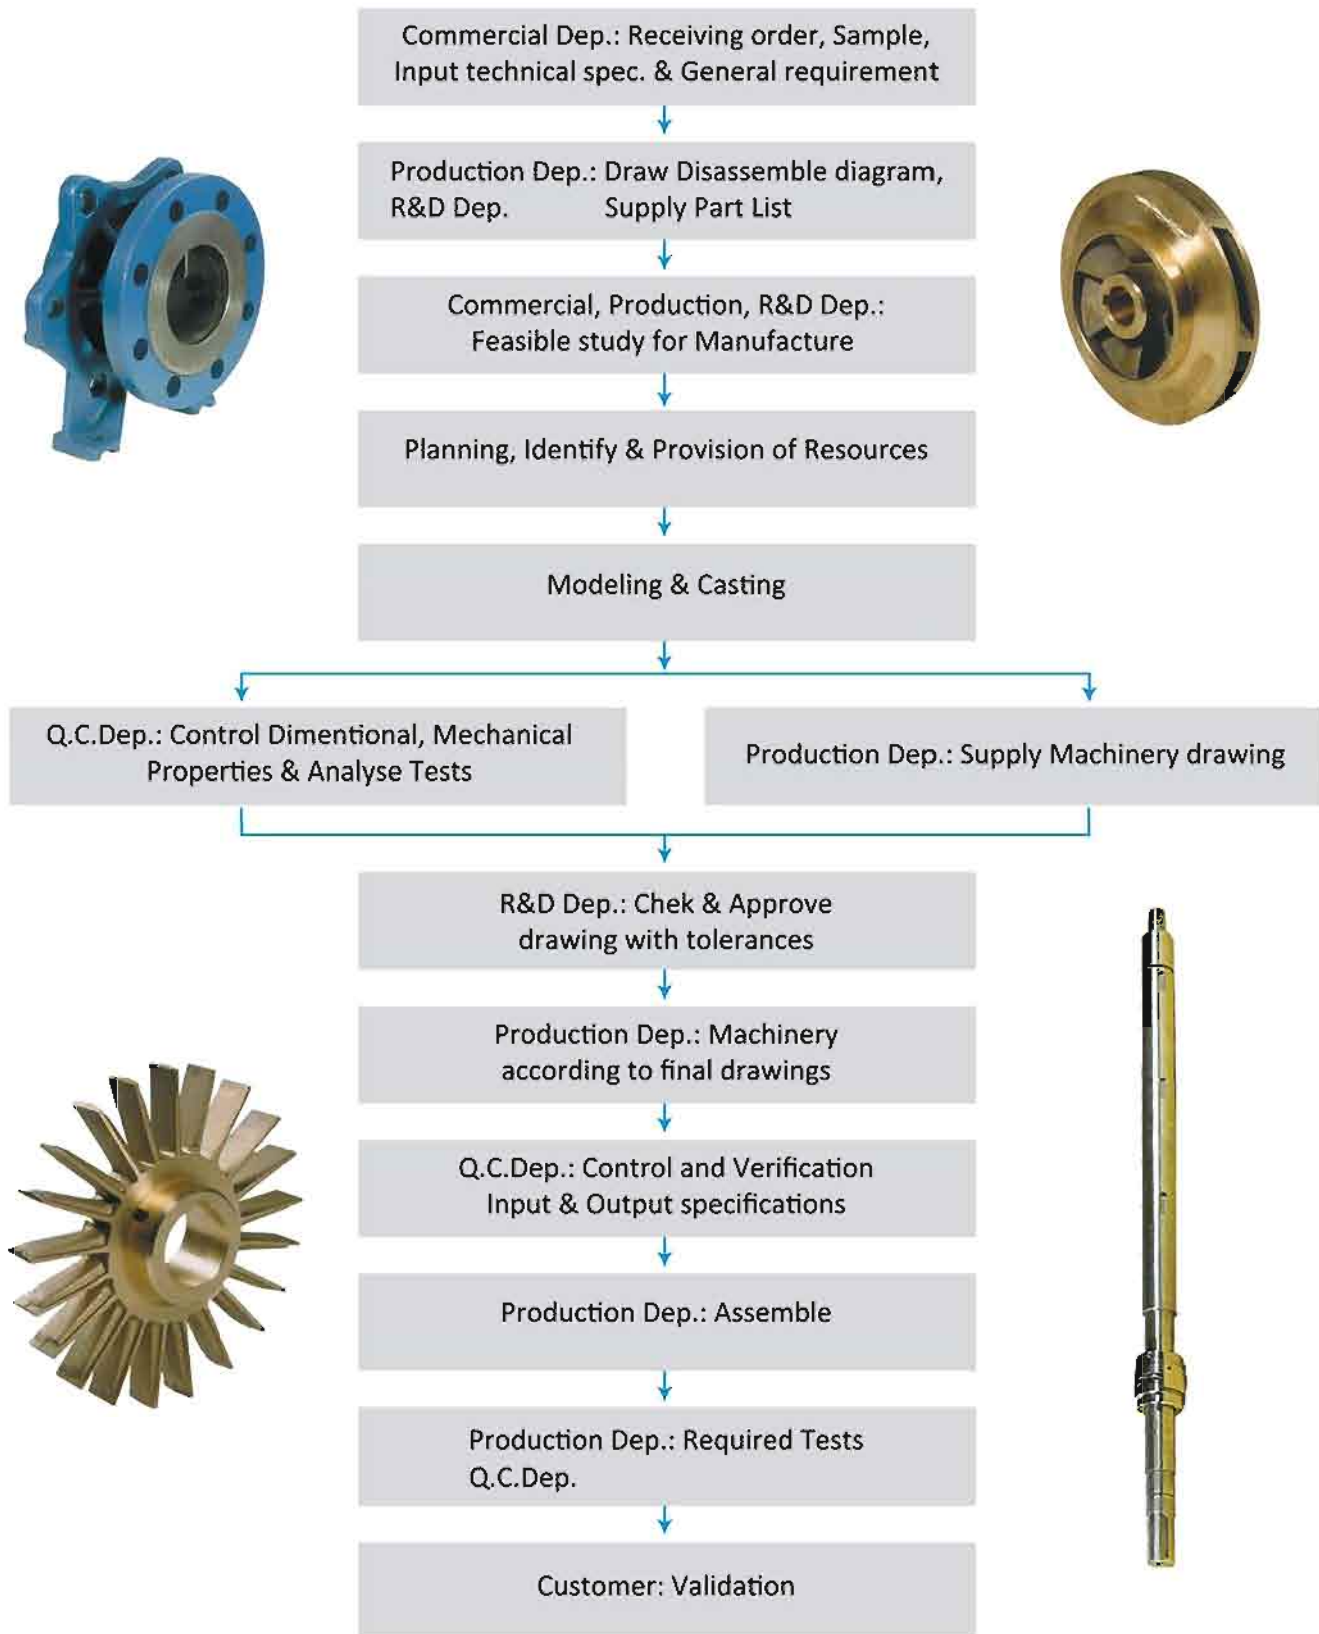 Commercial Dep.: Receiving order, Sample,
Input technical spec. & General requirement
Production Dep.: Draw Disassemble diagram,
R&D Dep. Supply Part List
Commercial, Production, R&D Dep.:
Feasible study for Manufacture
Planning, Identify & Provision of Resources
Modeling & Casting
Q.C.Dep.: Control Dimentional, Mechanical
Properties & Analyse Tests
Production Dep.: Supply Machinery drawing
R&D Dep.: Chek & Approve
drawing with tolerances
Production Dep.: Machinery
according to final drawings
Q.C.Dep.: Control and Verification
Input & Output specifications
Production Dep.: Assemble
Production Dep.: Required Tests
Q.C.Dep.
Customer: Validation